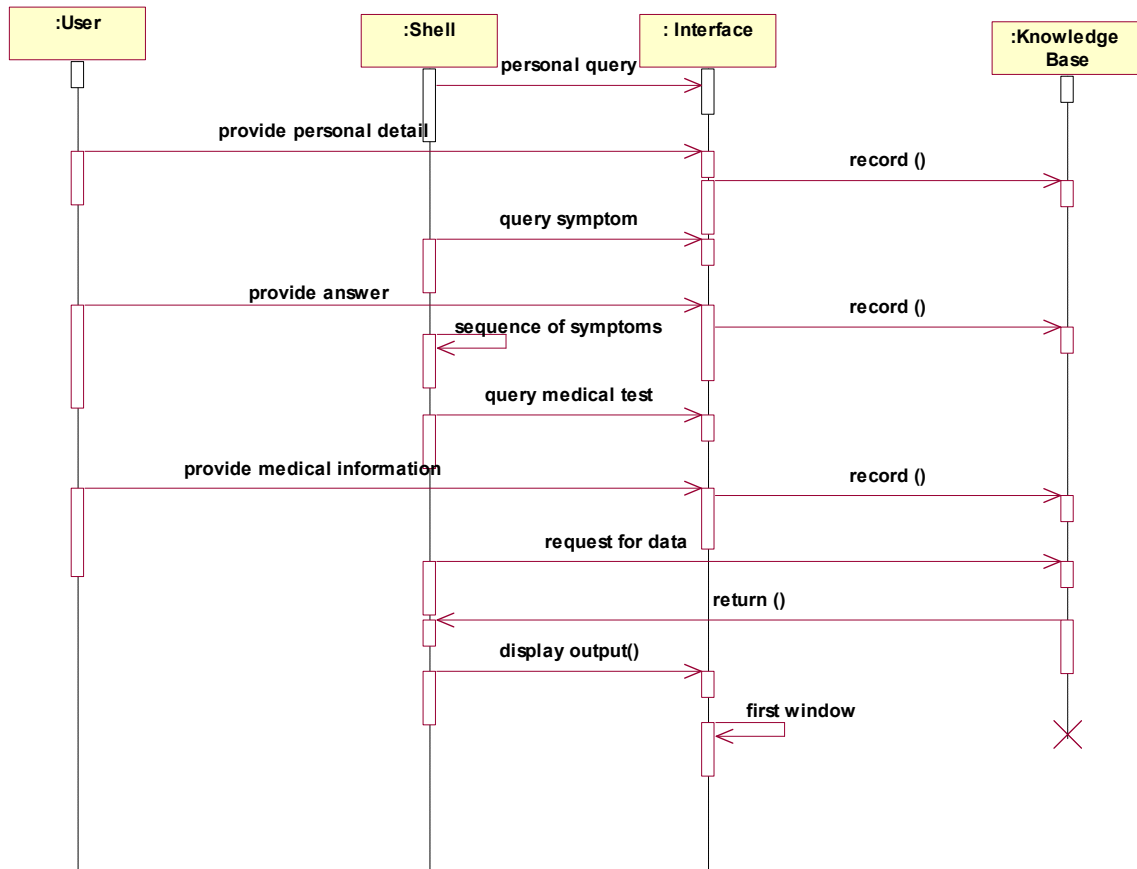 :User
:Shell
: Interface
:Knowledge
Base
personal query
provide personal detail
record ()
query symptom
provide answer
record ()
sequence of symptoms
query medical test
provide medical information
record ()
request for data
return ()
display output()
first window